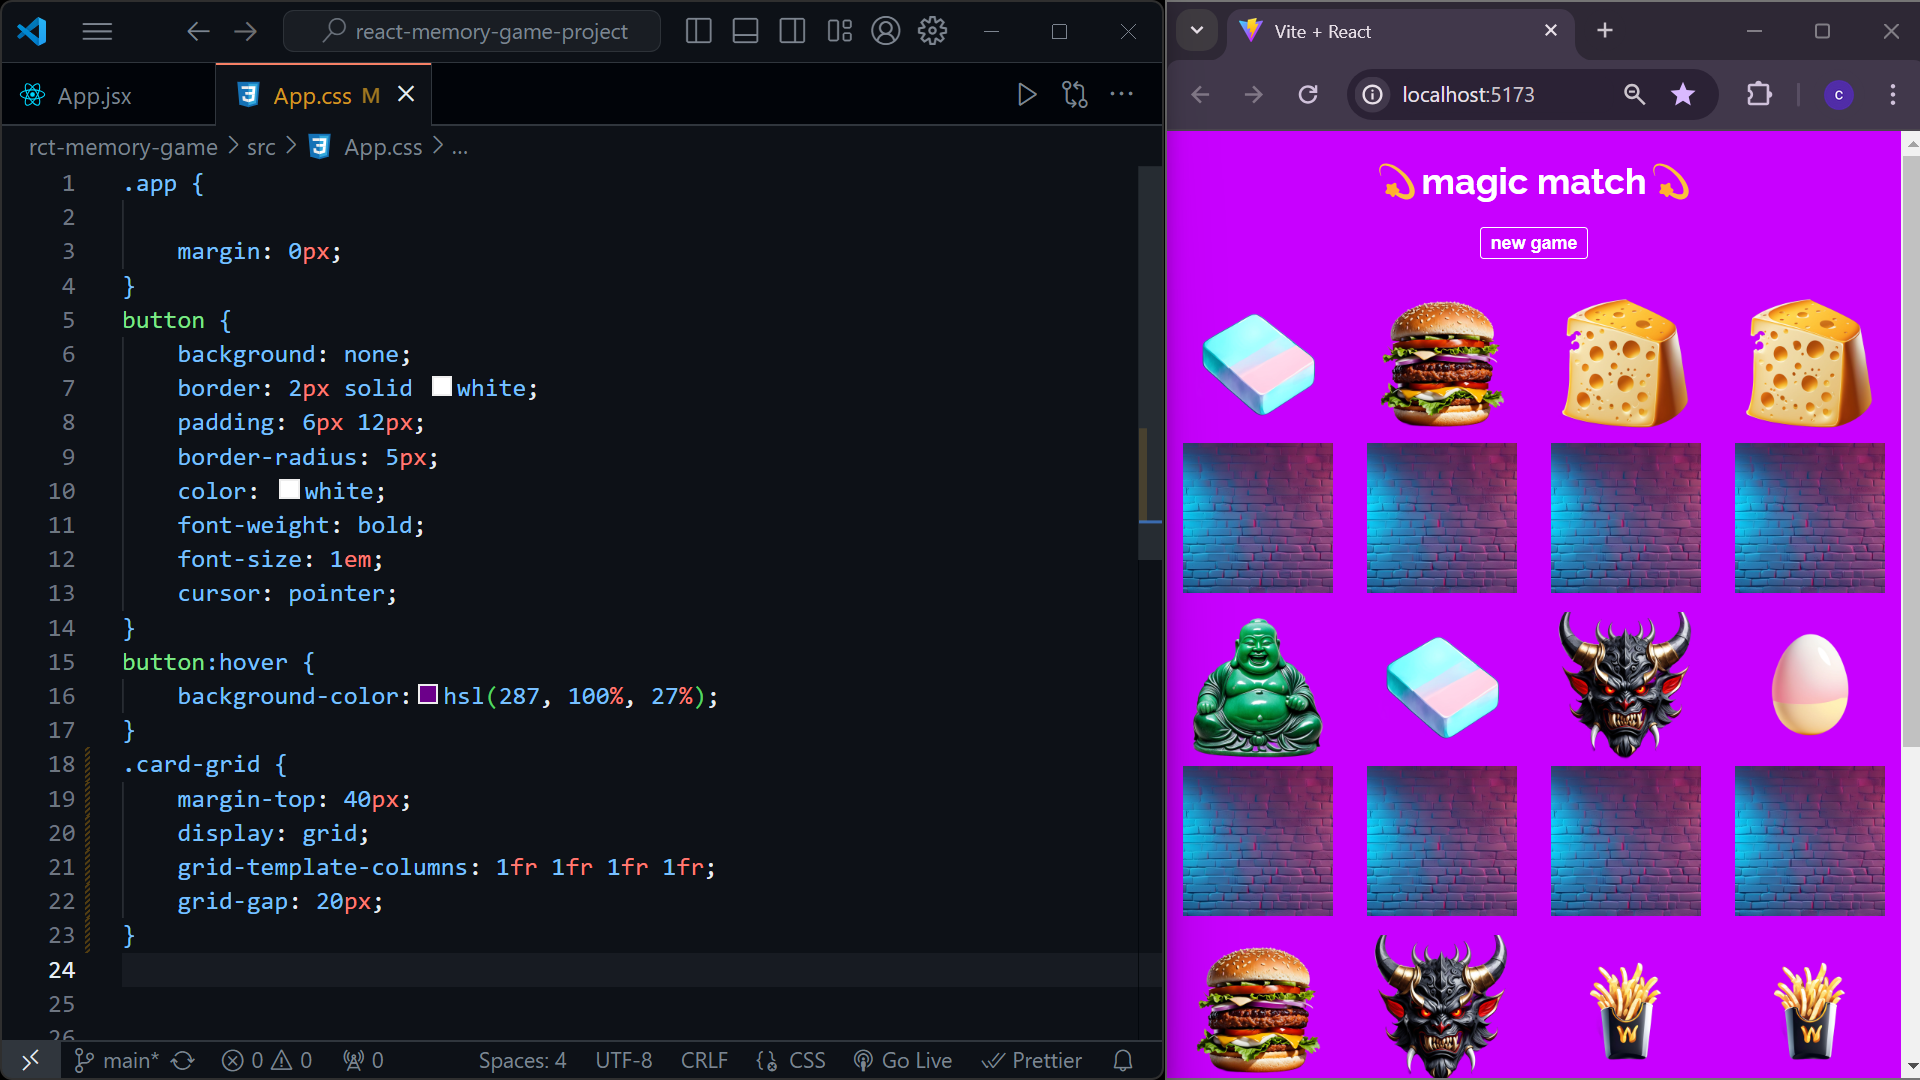 react-memory-game-project
App.jsx
App.css M
rct-memory-game > src > App.css > ...
1 .app {
2
3 margin: 0px;
4 }
5 button {
6 background: none;
7 border: 2px solid white;
8 padding: 6px 12px;
9 border-radius: 5px;
10 color: white;
11 font-weight: bold;
12 font-size: 1em;
13 cursor: pointer;
14 }
15 button:hover {
16 background-color: hsl(287, 100%, 27%);
17 }
18 .card-grid {
19 margin-top: 40px;
20 display: grid;
21 grid-template-columns: 1fr 1fr 1fr 1fr;
22 grid-gap: 20px;
23 }
24
25
26
main* 0 0 0 Spaces: 4 UTF-8 CRLF {} CSS Go Live Prettier
Vite + React
localhost:5173
c
magic match
new game
W W